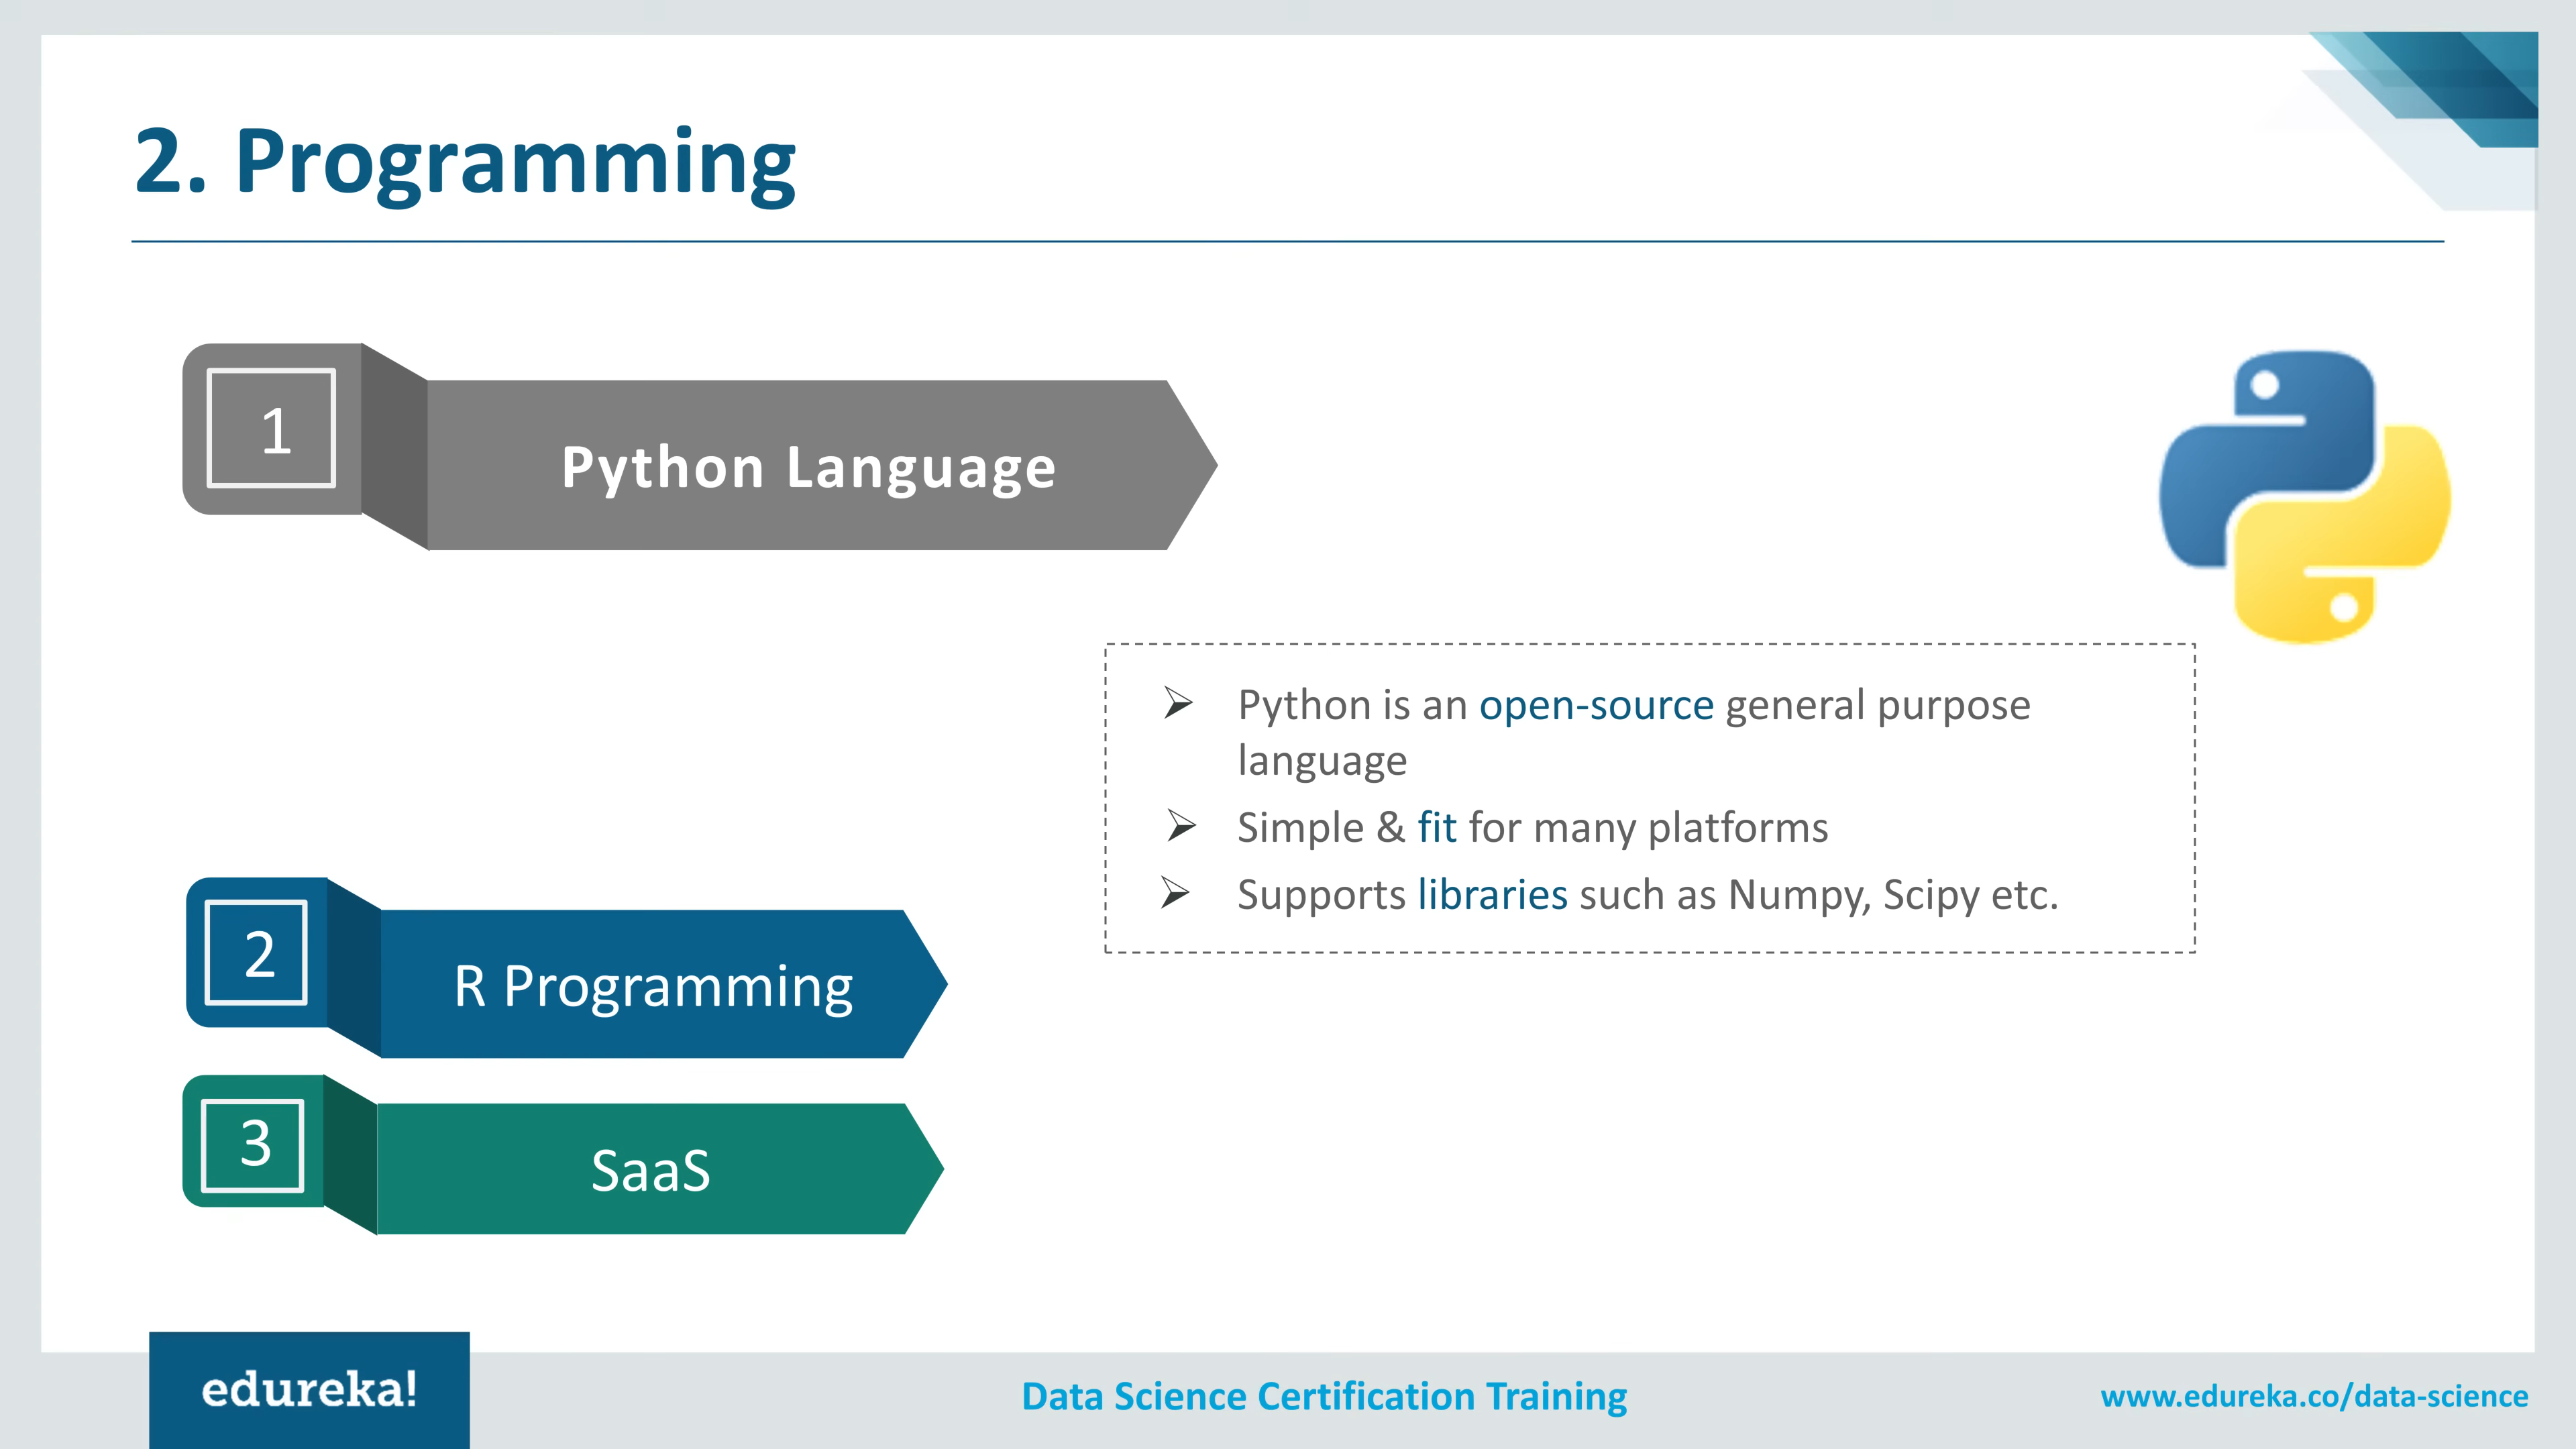 2. Programming
1
Python Language
➢ Python is an open-source general purpose
language
➢ Simple & fit for many platforms
➢ Supports libraries such as Numpy, Scipy etc.
2
R Programming
3
SaaS
edureka!
Data Science Certification Training
www.edureka.co/data-science